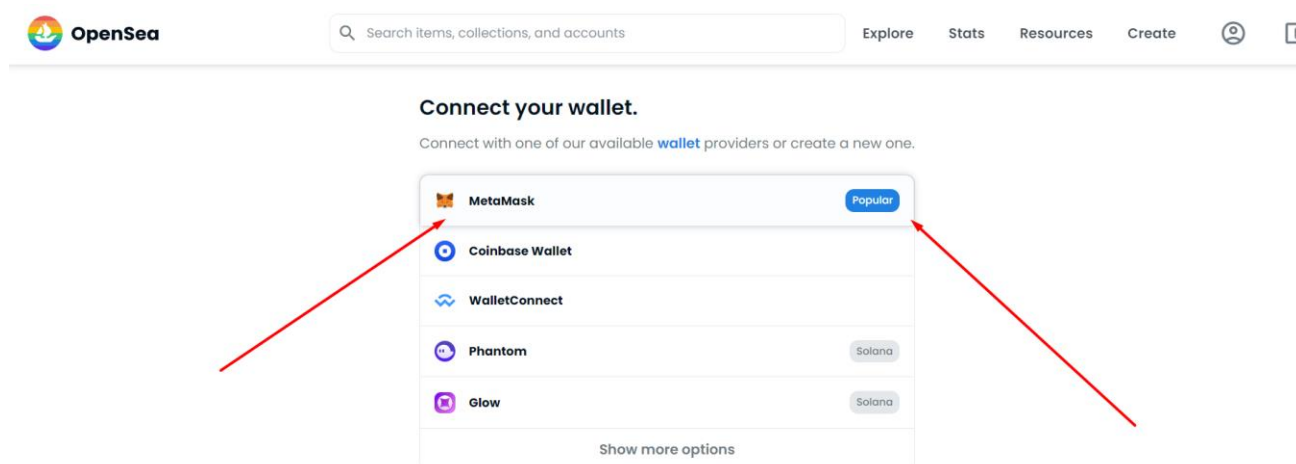 OpenSea
Search items, collections, and accounts
Explore
Stats
Resources
Create
Connect your wallet.
Connect with one of our available wallet providers or create a new one.
MetaMask
Popular
Coinbase Wallet
WalletConnect
Phantom
Solana
Glow
Solana
Show more options